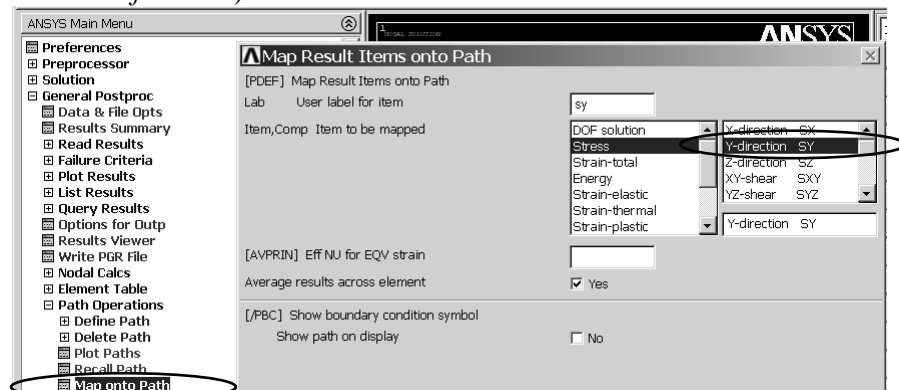 ANSYS Main Menu
Preferences
Preprocessor
Solution
General Postproc
Data & File Opts
Results Summary
Read Results
Failure Criteria
Plot Results
List Results
Query Results
Options for Outp
Results Viewer
Write PGR File
Nodal Calcs
Element Table
Path Operations
Define Path
Delete Path
Plot Paths
Recall Path
Map onto Path
1
NODAL SOLUTION
ANSYS
Map Result Items onto Path
[PDEF] Map Result Items onto Path
Lab User label for item
sy
Item,Comp Item to be mapped
DOF solution
Stress
Strain-total
Energy
Strain-elastic
Strain-thermal
Strain-plastic
X-direction SX
Y-direction SY
Z-direction SZ
XY-shear SXY
YZ-shear SYZ
Y-direction SY
[AVPRIN] Eff NU for EQV strain
Average results across element
Yes
[/PBC] Show boundary condition symbol
Show path on display
No